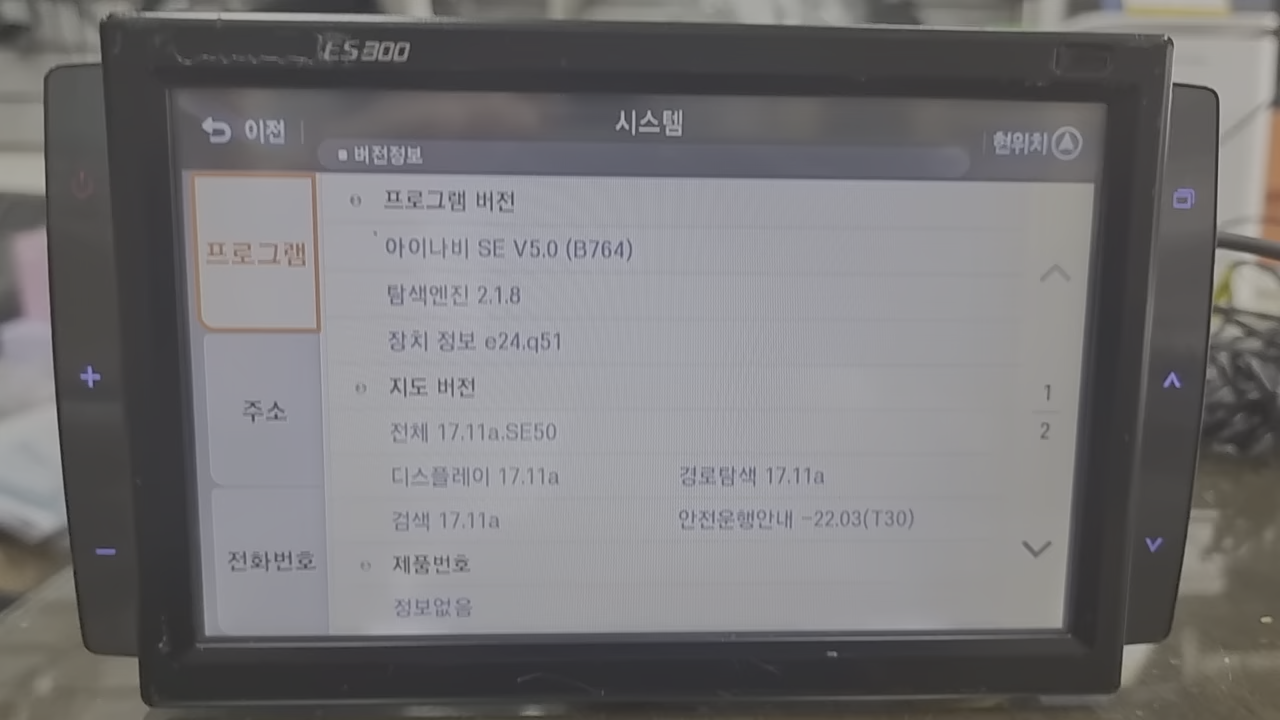 ES300
이전
시스템
현위치
버전정보
프로그램
주소
전화번호
프로그램 버전
아이나비 SE V5.0 (B764)
탐색엔진 2.1.8
장치 정보 e24.q51
지도 버전
전체 17.11a.SE50
디스플레이 17.11a 경로탐색 17.11a
검색 17.11a 안전운행안내 -22.03(T30)
제품번호
정보없음
1
2